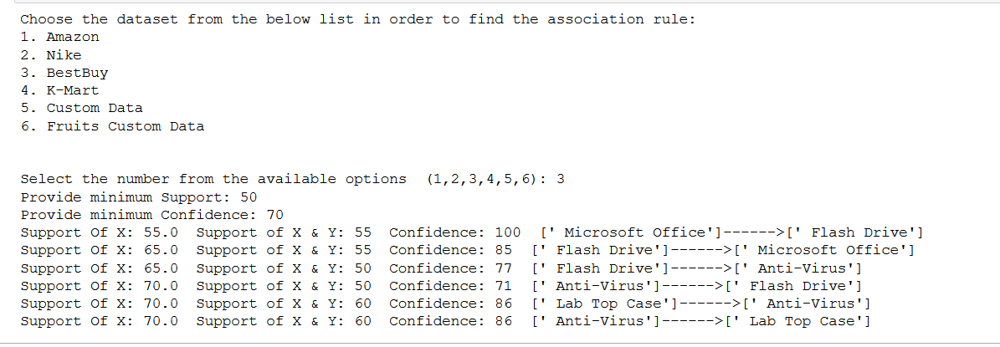 Choose the dataset from the below list in order to find the association rule:
1. Amazon
2. Nike
3. BestBuy
4. K-Mart
5. Custom Data
6. Fruits Custom Data
Select the number from the available options  (1,2,3,4,5,6): 3
Provide minimum Support: 50
Provide minimum Confidence: 70
Support Of X: 55.0  Support of X & Y: 55  Confidence: 100  [' Microsoft Office']------>[' Flash Drive']
Support Of X: 65.0  Support of X & Y: 55  Confidence: 85  [' Flash Drive']------>[' Microsoft Office']
Support Of X: 65.0  Support of X & Y: 50  Confidence: 77  [' Flash Drive']------>[' Anti-Virus']
Support Of X: 70.0  Support of X & Y: 50  Confidence: 71  [' Anti-Virus']------>[' Flash Drive']
Support Of X: 70.0  Support of X & Y: 60  Confidence: 86  [' Lab Top Case']------>[' Anti-Virus']
Support Of X: 70.0  Support of X & Y: 60  Confidence: 86  [' Anti-Virus']------>[' Lab Top Case']